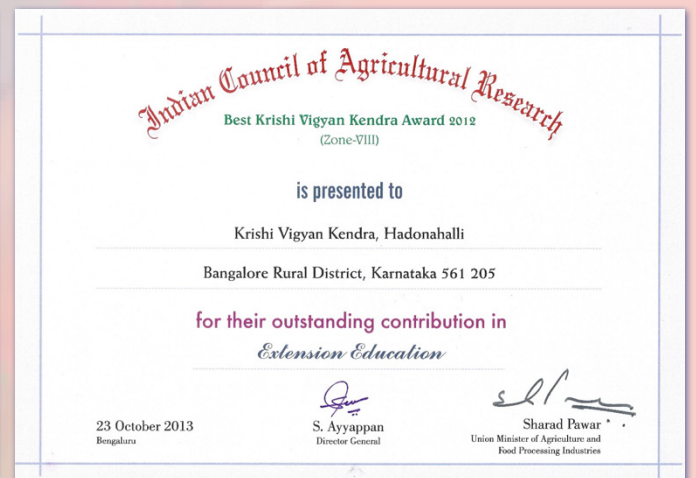 Indian Council of Agricultural Research
Best Krishi Vigyan Kendra Award 2012
(Zone-VIII)
is presented to
Krishi Vigyan Kendra, Hadonahalli
Bangalore Rural District, Karnataka 561 205
for their outstanding contribution in
Extension Education
23 October 2013
Bengaluru
S. Ayyappan
Director General
Sharad Pawar
Union Minister of Agriculture and
Food Processing Industries